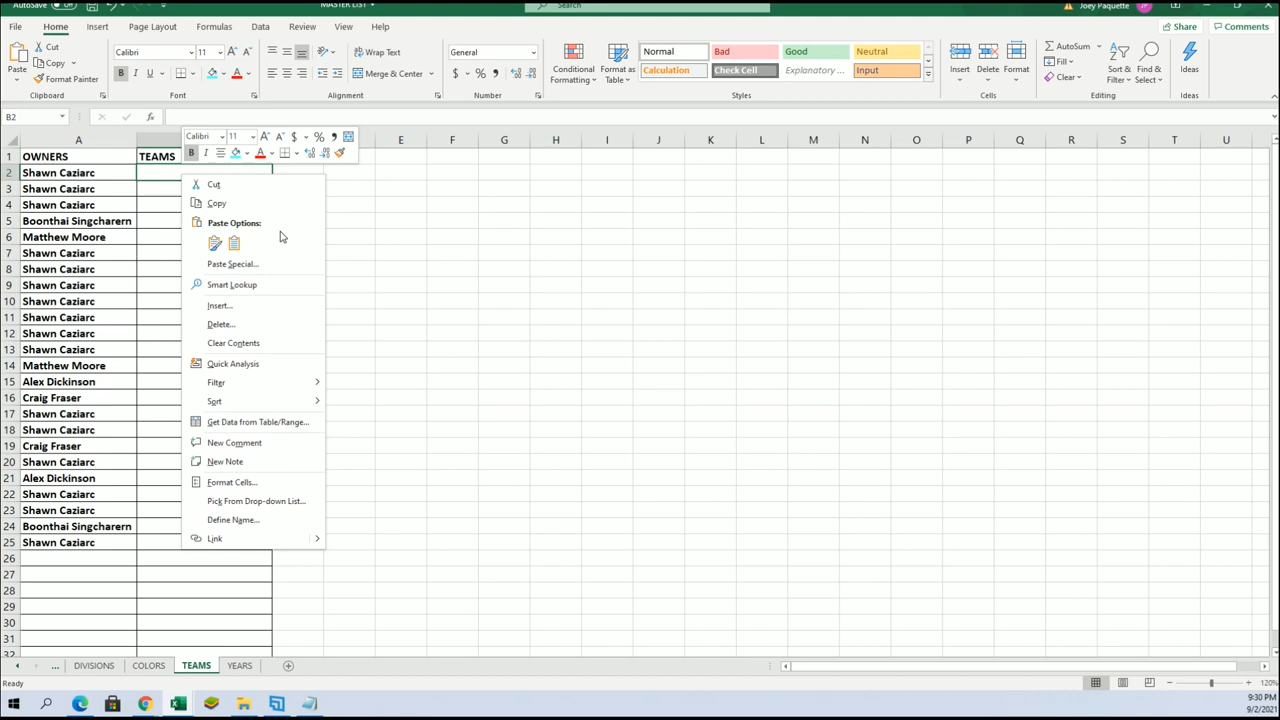 AutoSave
MASTER LIST
Search
Joey Paquette
JP
File Home Insert Page Layout Formulas Data Review View Help
Share Comments
Paste
Cut
Copy
Format Painter
Clipboard
Calibri 11
B I U
Font
Wrap Text
Merge & Center
Alignment
General
$ % ,
Number
Conditional Formatting
Format as Table
Normal Bad Good Neutral
Calculation Check Cell Explanatory ... Input
Styles
Insert Delete Format
Cells
AutoSum
Fill
Clear
Sort & Filter
Find & Select
Editing
Ideas
Ideas
B2
fx
Calibri 11 $ % ,
B I
E F G H I J K L M N O P Q R S T U
A
1 OWNERS TEAMS
2 Shawn Caziarc
3 Shawn Caziarc
4 Shawn Caziarc
5 Boonthai Singcharern
6 Matthew Moore
7 Shawn Caziarc
8 Shawn Caziarc
9 Shawn Caziarc
10 Shawn Caziarc
11 Shawn Caziarc
12 Shawn Caziarc
13 Shawn Caziarc
14 Matthew Moore
15 Alex Dickinson
16 Craig Fraser
17 Shawn Caziarc
18 Shawn Caziarc
19 Craig Fraser
20 Shawn Caziarc
21 Alex Dickinson
22 Shawn Caziarc
23 Shawn Caziarc
24 Boonthai Singcharern
25 Shawn Caziarc
26
27
28
29
30
31
32
Cut
Copy
Paste Options:
Paste Special...
Smart Lookup
Insert...
Delete...
Clear Contents
Quick Analysis
Filter
Sort
Get Data from Table/Range...
New Comment
New Note
Format Cells...
Pick From Drop-down List...
Define Name...
Link
... DIVISIONS COLORS TEAMS YEARS
Ready
120%
9:30 PM
9/2/2021